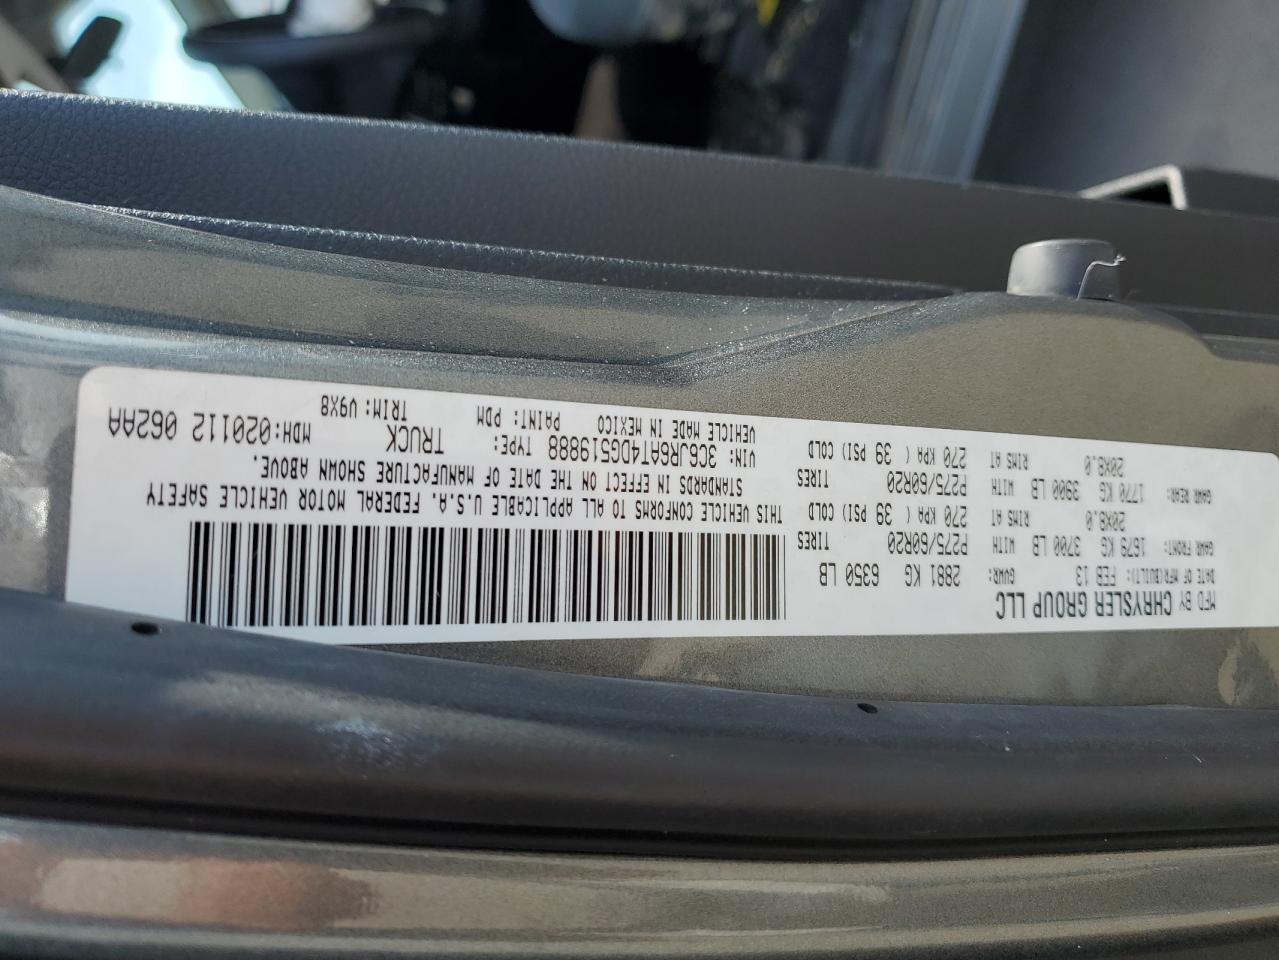 MFD BY CHRYSLER GROUP LLC
DATE OF MFR/BUILT: FEB 13 GVWR: 2881 KG 6350 LB
GAWR FRONT: 1679 KG 3700 LB WITH P275/60R20 TIRES
20X8.0 RIMS AT 270 KPA ( 39 PSI) COLD
GAWR REAR: 1770 KG 3900 LB WITH P275/60R20 TIRES
20X8.0 RIMS AT 270 KPA ( 39 PSI) COLD
THIS VEHICLE CONFORMS TO ALL APPLICABLE U.S.A. FEDERAL MOTOR VEHICLE SAFETY
STANDARDS IN EFFECT ON THE DATE OF MANUFACTURE SHOWN ABOVE.
VIN: 3C6JR6AT4DG519888 TYPE: TRUCK MDH:020112 062AA
VEHICLE MADE IN MEXICO PAINT: PDM TRIM: V9X8